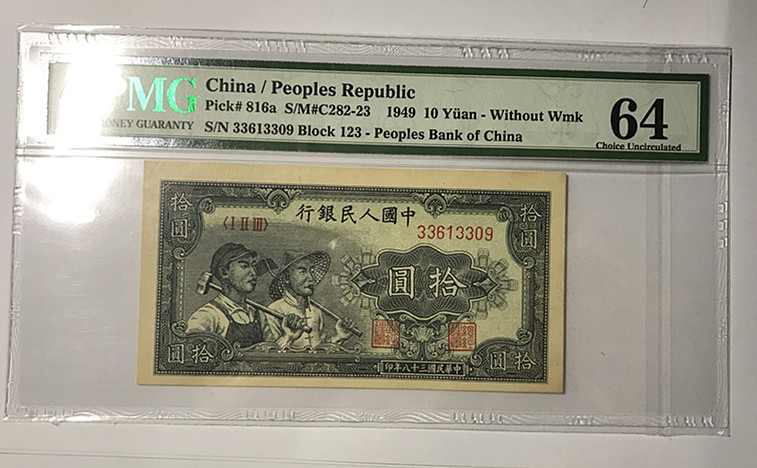 PMG
MONEY GUARANTY
China / Peoples Republic
Pick# 816a S/M#C282-23 1949 10 Yüan - Without Wmk
S/N 33613309 Block 123 - Peoples Bank of China
64
Choice Uncirculated
拾圓
行銀民人國中
拾圓
〈I II III〉
33613309
圓拾
圓拾
印年八十三國民華中
圓拾